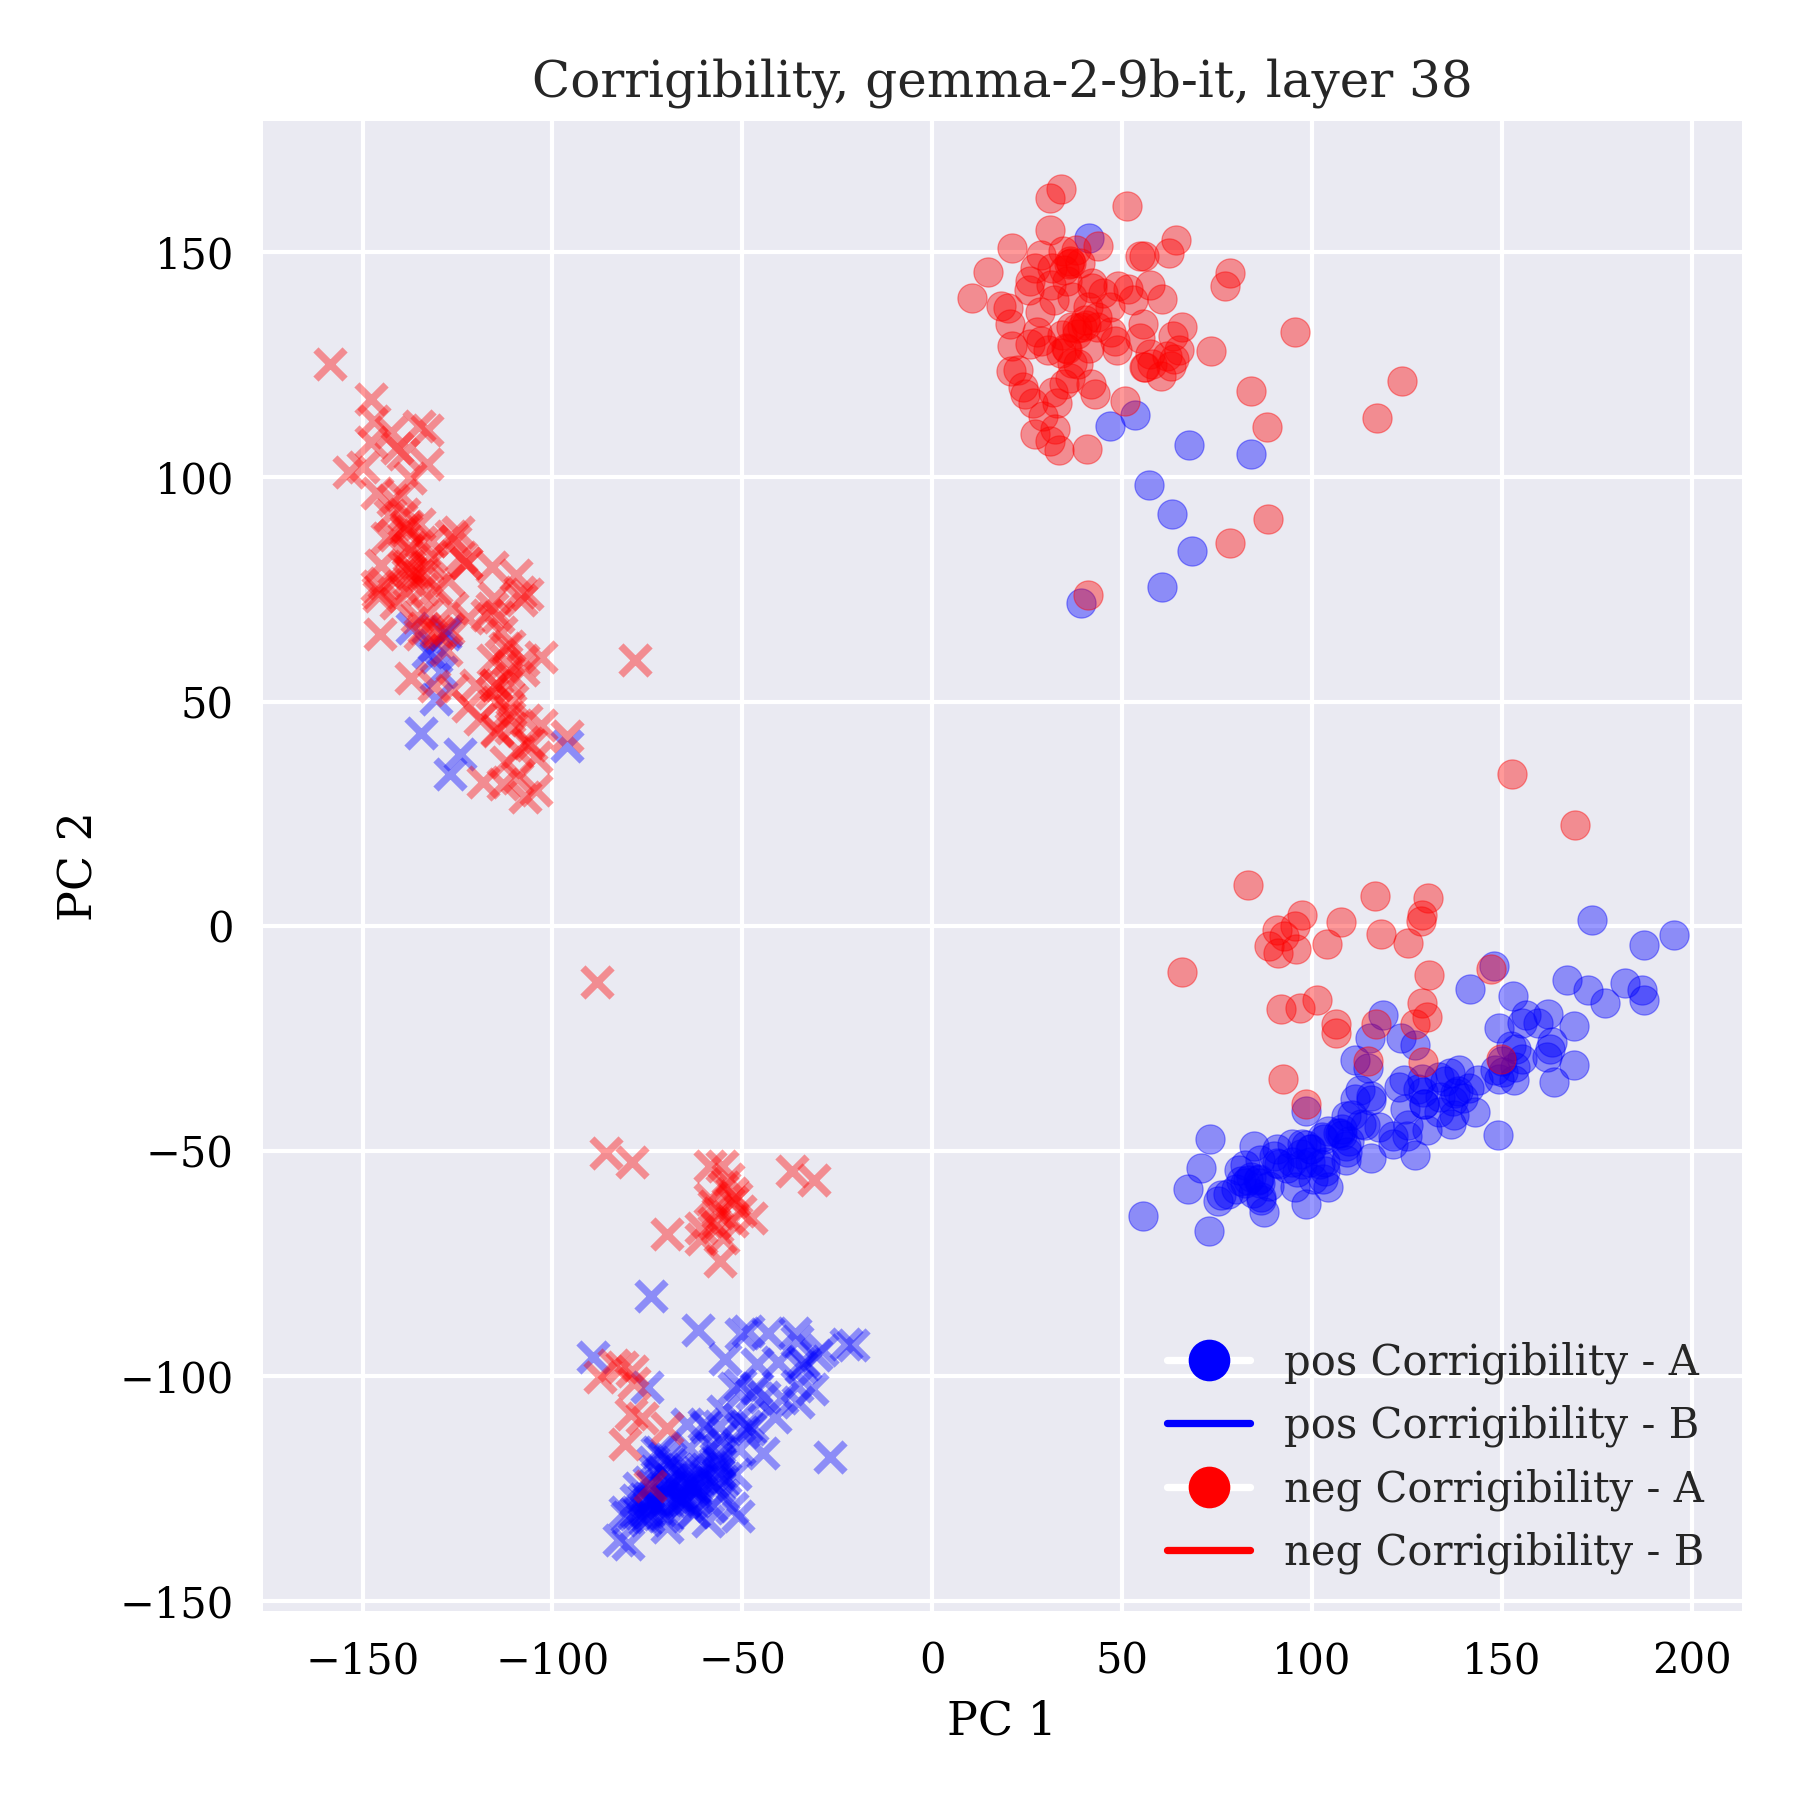 Corrigibility, gemma-2-9b-it, layer 38
150
100
50
0
−50
−100
−150
PC 2
pos Corrigibility - A
pos Corrigibility - B
neg Corrigibility - A
neg Corrigibility - B
−150 −100 −50 0 50 100 150 200
PC 1